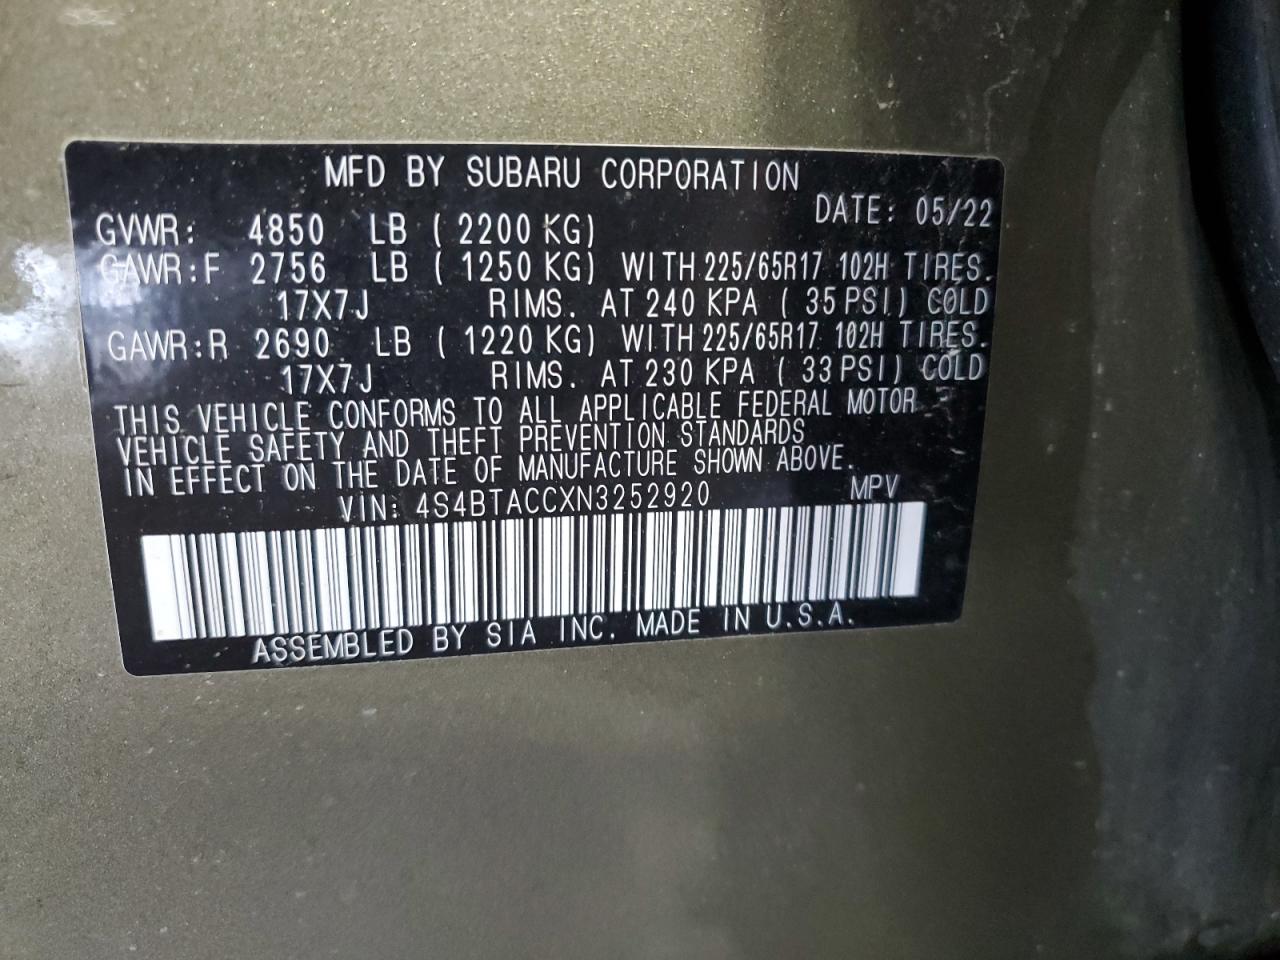 MFD BY SUBARU CORPORATION
DATE: 05/22
GVWR: 4850 LB ( 2200 KG)
GAWR:F 2756 LB ( 1250 KG) WITH 225/65R17 102H TIRES.
17X7J RIMS. AT 240 KPA ( 35 PSI) COLD
GAWR:R 2690 LB ( 1220 KG) WITH 225/65R17 102H TIRES.
17X7J RIMS. AT 230 KPA ( 33 PSI) COLD
THIS VEHICLE CONFORMS TO ALL APPLICABLE FEDERAL MOTOR
VEHICLE SAFETY AND THEFT PREVENTION STANDARDS
IN EFFECT ON THE DATE OF MANUFACTURE SHOWN ABOVE.
VIN: 4S4BTACCXN3252920 MPV
ASSEMBLED BY SIA INC. MADE IN U.S.A.